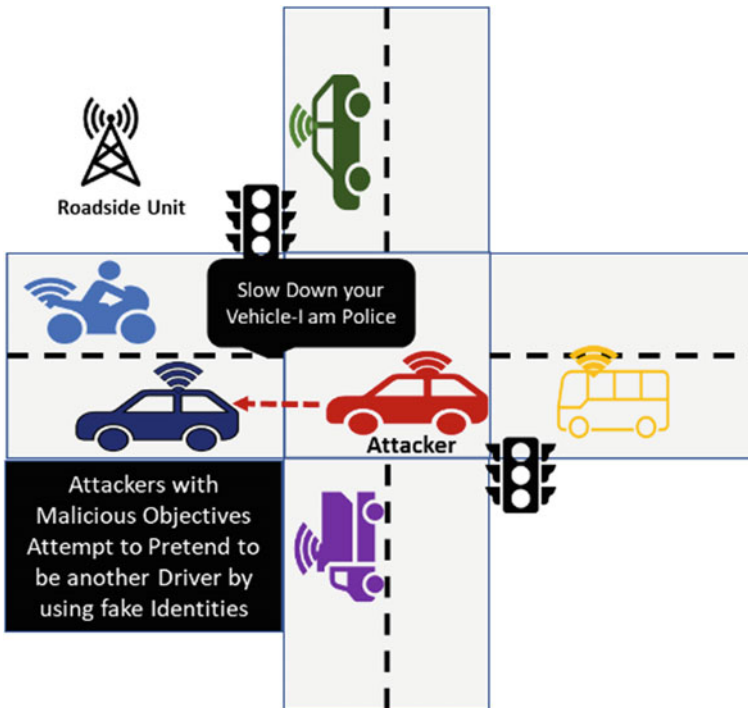 Roadside Unit
Slow Down your
Vehicle-I am Police
Attacker
Attackers with
Malicious Objectives
Attempt to Pretend to
be another Driver by
using fake Identities